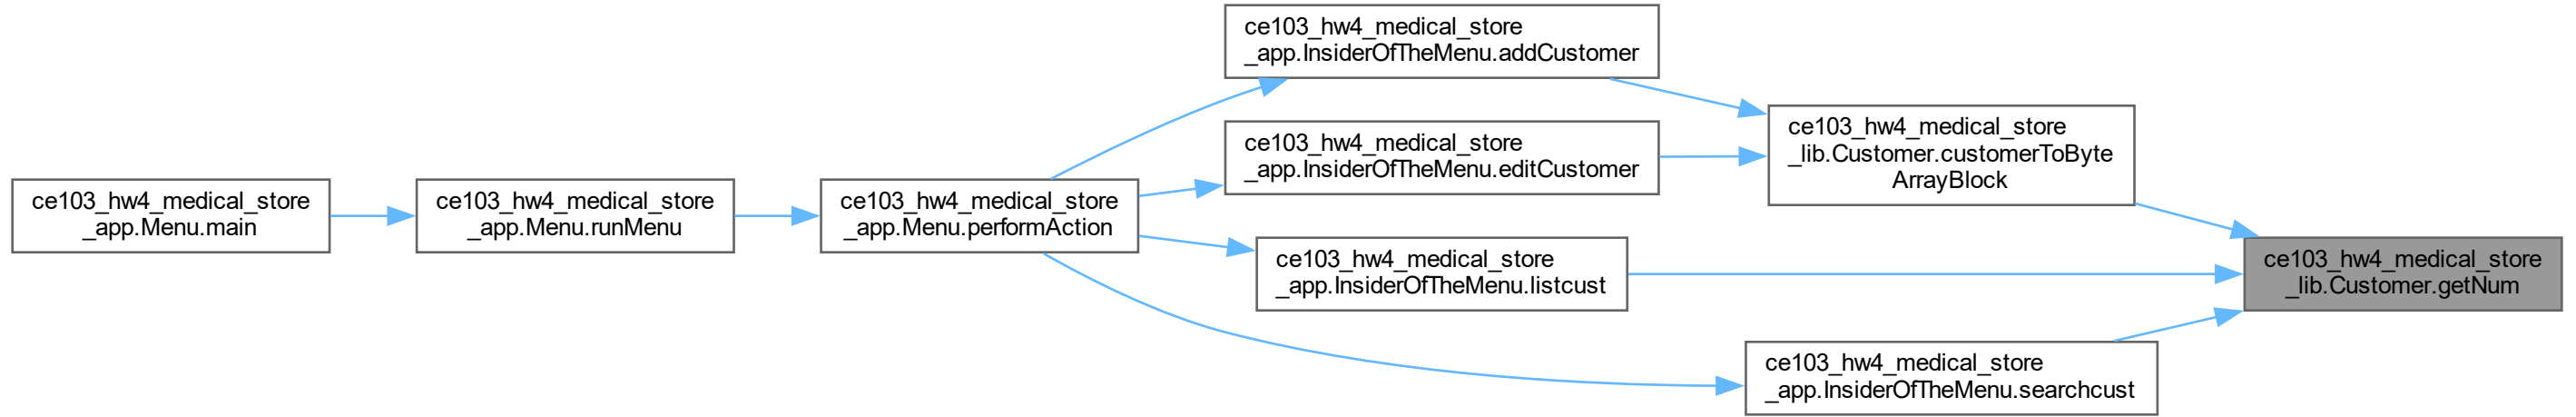 ce103_hw4_medical_store
_app.Menu.main
ce103_hw4_medical_store
_app.Menu.runMenu
ce103_hw4_medical_store
_app.Menu.performAction
ce103_hw4_medical_store
_app.InsiderOfTheMenu.addCustomer
ce103_hw4_medical_store
_app.InsiderOfTheMenu.editCustomer
ce103_hw4_medical_store
_app.InsiderOfTheMenu.listcust
ce103_hw4_medical_store
_lib.Customer.customerToByte
ArrayBlock
ce103_hw4_medical_store
_app.InsiderOfTheMenu.searchcust
ce103_hw4_medical_store
_lib.Customer.getNum